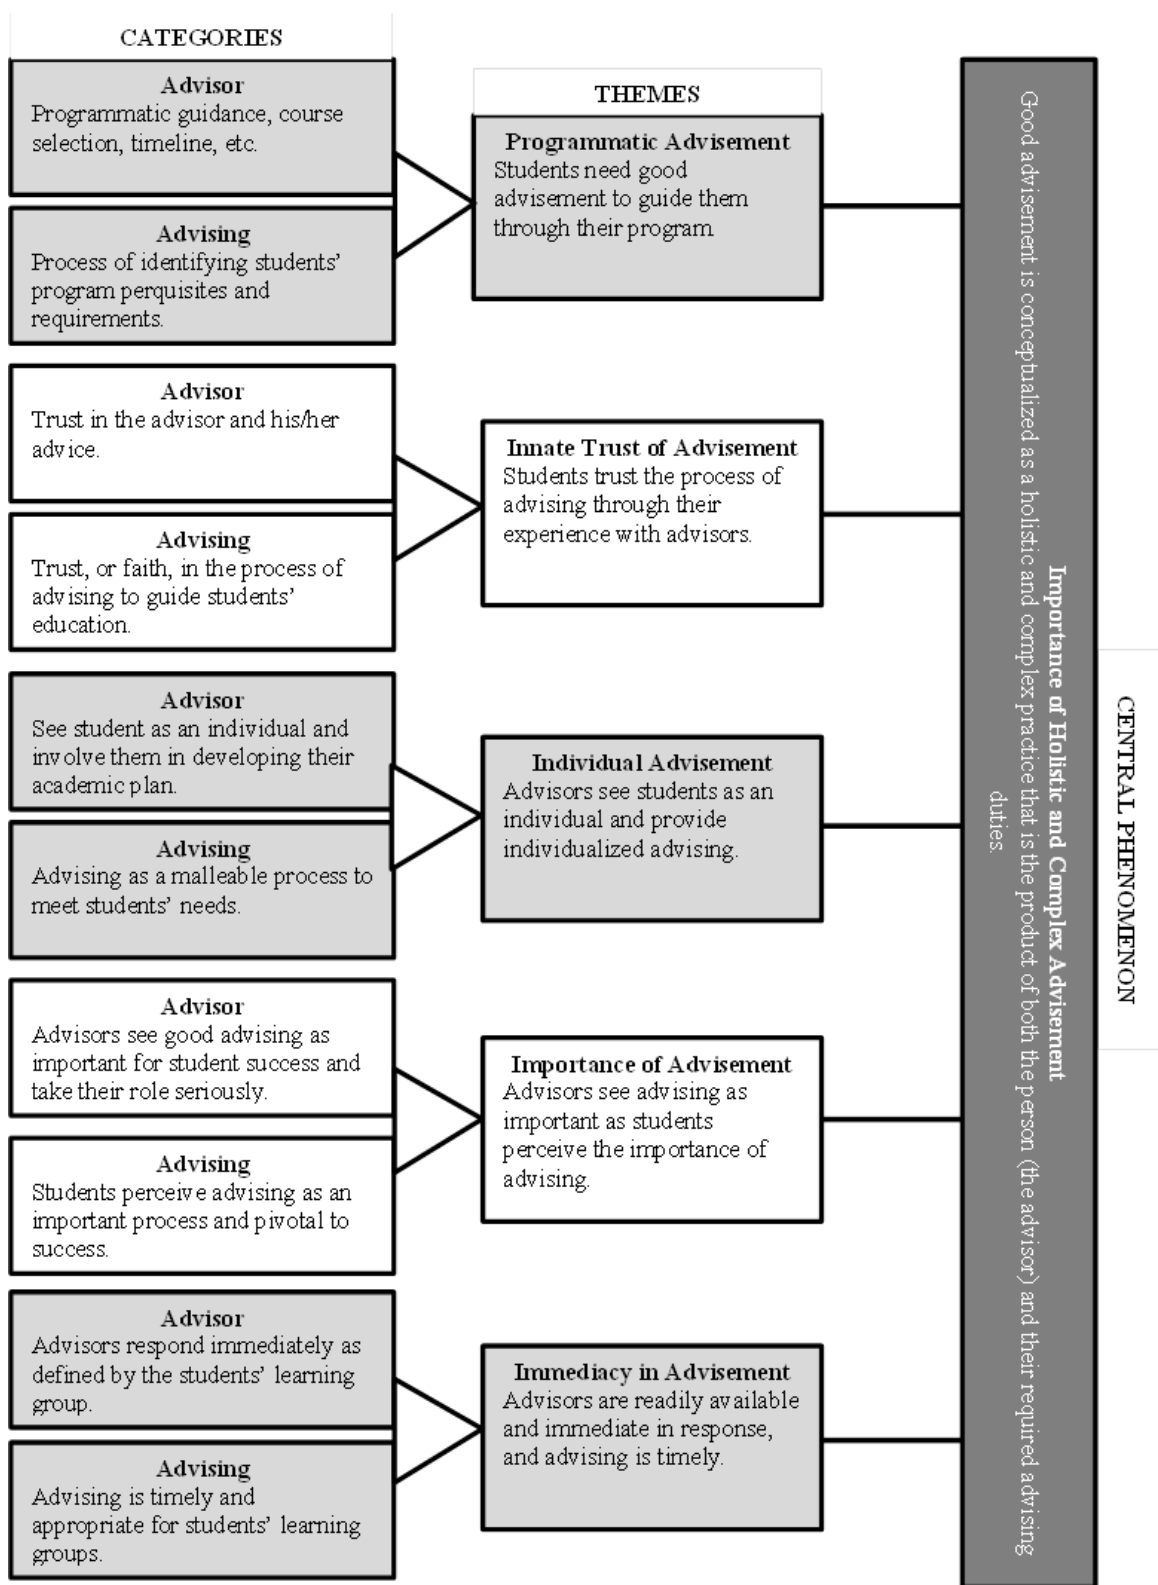 CATEGORIES
Advisor
Programmatic guidance, course
selection, timeline, etc.
Advising
Process of identifying students’
program perquisites and
requirements.
Advisor
Trust in the advisor and his/her
advice.
Advising
Trust, or faith, in the process of
advising to guide students’
education.
Advisor
See student as an individual and
involve them in developing their
academic plan.
Advising
Advising as a malleable process to
meet students’ needs.
Advisor
Advisors see good advising as
important for student success and
take their role seriously.
Advising
Students perceive advising as an
important process and pivotal to
success.
Advisor
Advisors respond immediately as
defined by the students’ learning
group.
Advising
Advising is timely and
appropriate for students’ learning
groups.
THEMES
Programmatic Advisement
Students need good
advisement to guide them
through their program
Innate Trust of Advisement
Students trust the process of
advising through their
experience with advisors.
Individual Advisement
Advisors see students as an
individual and provide
individualized advising.
Importance of Advisement
Advisors see advising as
important as students
perceive the importance of
advising.
Immediacy in Advisement
Advisors are readily available
and immediate in response,
and advising is timely.
CENTRAL PHENOMENON
Importance of Holistic and Complex Advisement
Good advisement is conceptualized as a holistic and complex practice that is the product of both the person (the advisor) and their required advising
duties.